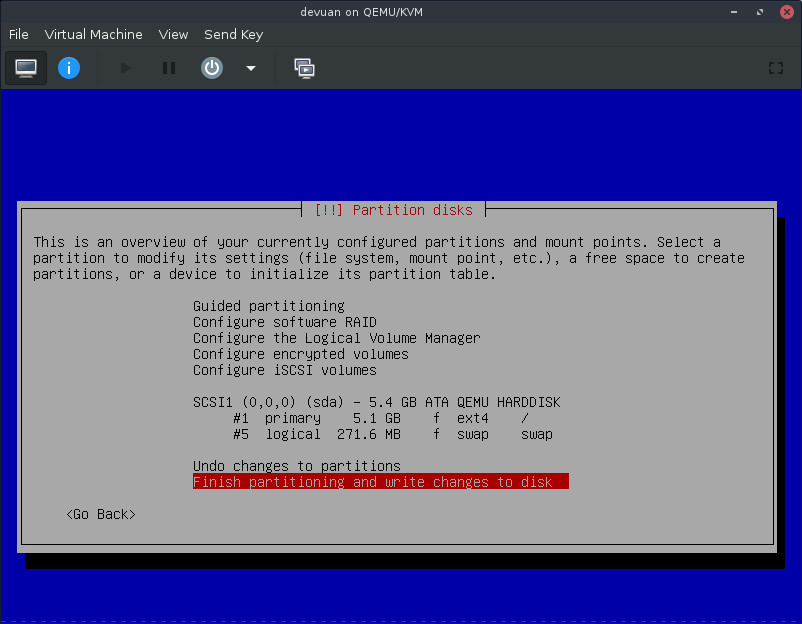 devuan on QEMU/KVM
File Virtual Machine View Send Key
[!!] Partition disks
This is an overview of your currently configured partitions and mount points. Select a
partition to modify its settings (file system, mount point, etc.), a free space to create
partitions, or a device to initialize its partition table.
Guided partitioning
Configure software RAID
Configure the Logical Volume Manager
Configure encrypted volumes
Configure iSCSI volumes
SCSI1 (0,0,0) (sda) - 5.4 GB ATA QEMU HARDDISK
#1 primary 5.1 GB f ext4 /
#5 logical 271.6 MB f swap swap
Undo changes to partitions
Finish partitioning and write changes to disk
<Go Back>